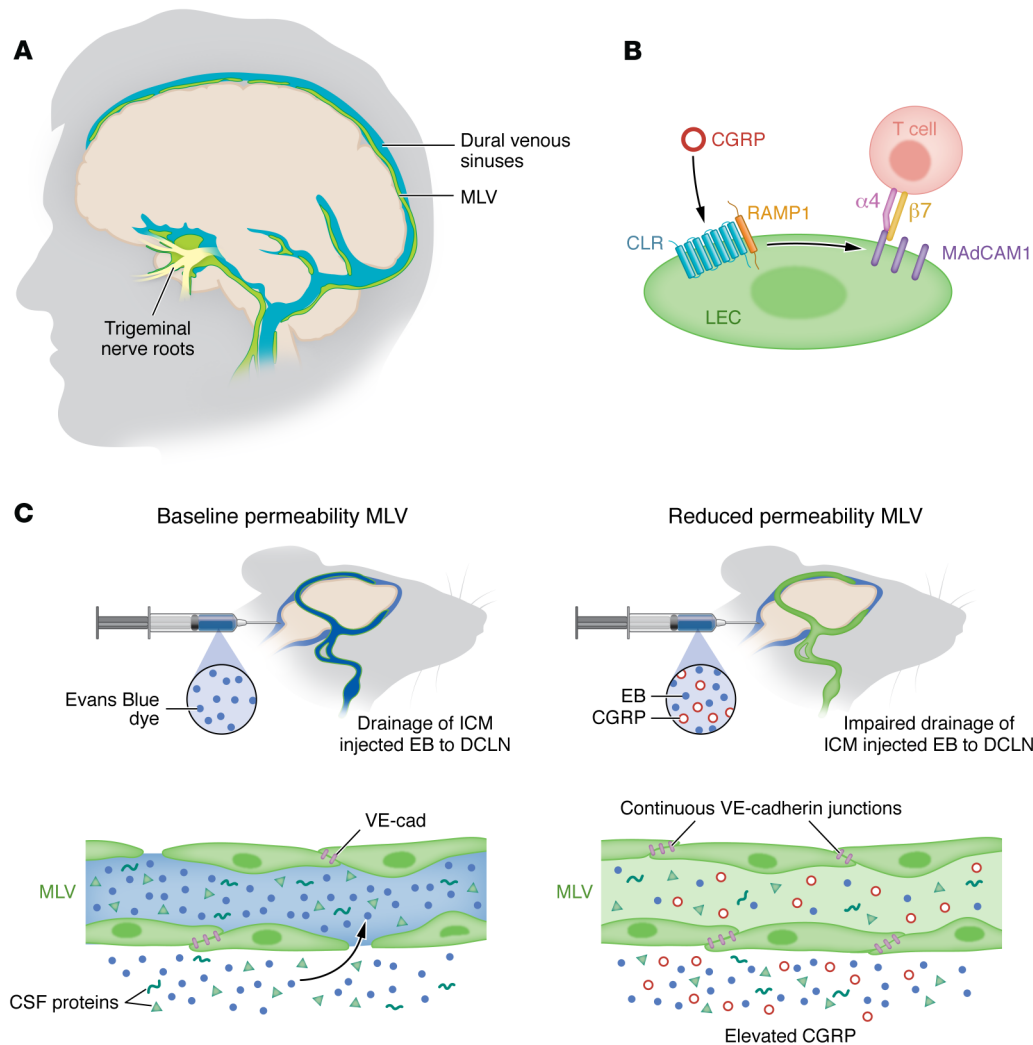 A
Dural venous
sinuses
MLV
Trigeminal
nerve roots
B
CGRP
T cell
α4
β7
RAMP1
CLR
MAdCAM1
LEC
C
Baseline permeability MLV
Evans Blue
dye
Drainage of ICM
injected EB to DCLN
Reduced permeability MLV
EB
CGRP
Impaired drainage of
ICM injected EB to DCLN
VE-cad
MLV
CSF proteins
Continuous VE-cadherin junctions
MLV
Elevated CGRP